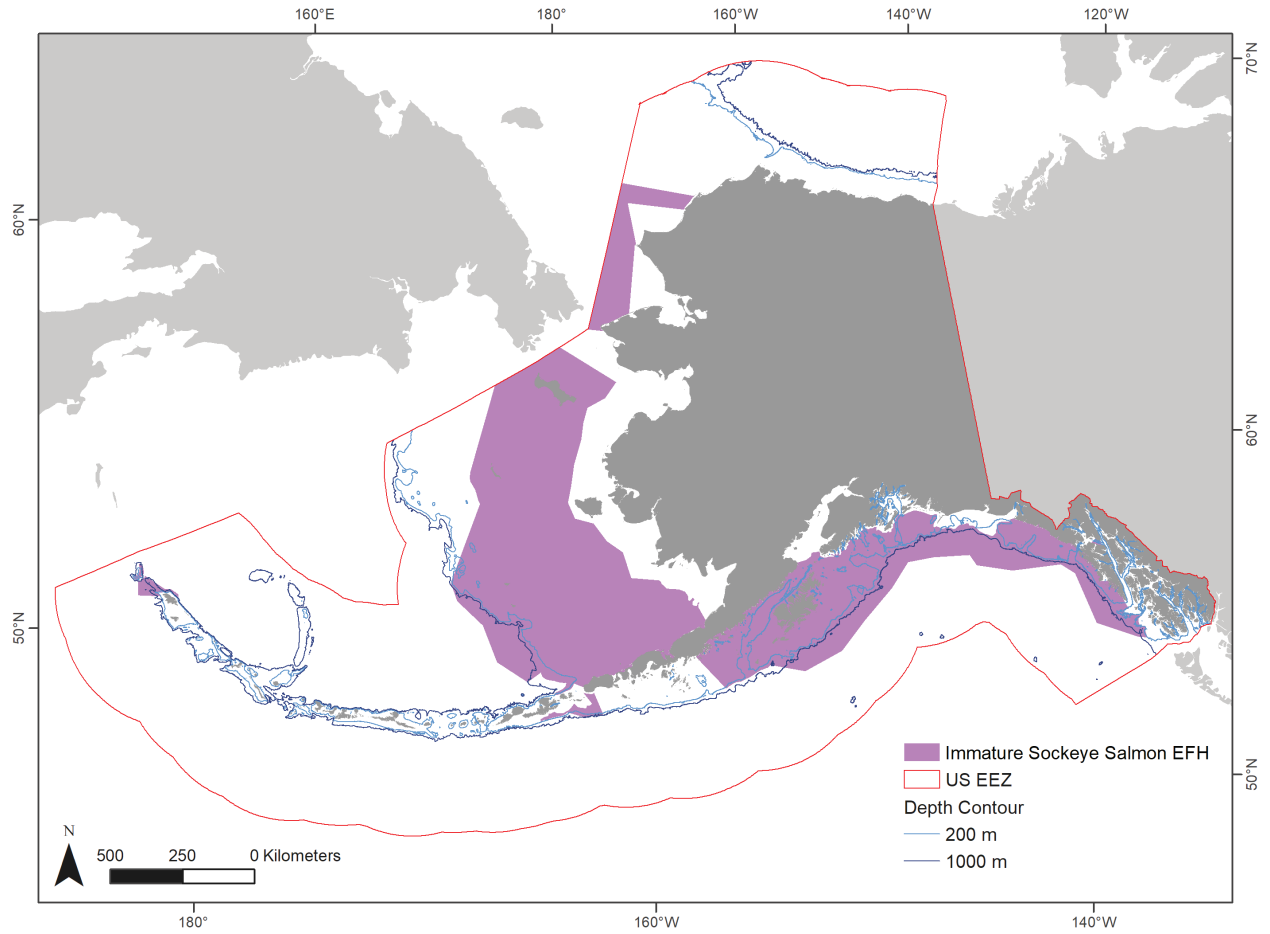 160°E 180° 160°W 140°W 120°W
70°N
60°N
60°N
50°N
50°N
Immature Sockeye Salmon EFH
US EEZ
Depth Contour
200 m
1000 m
N
500 250 0 Kilometers
180° 160°W 140°W